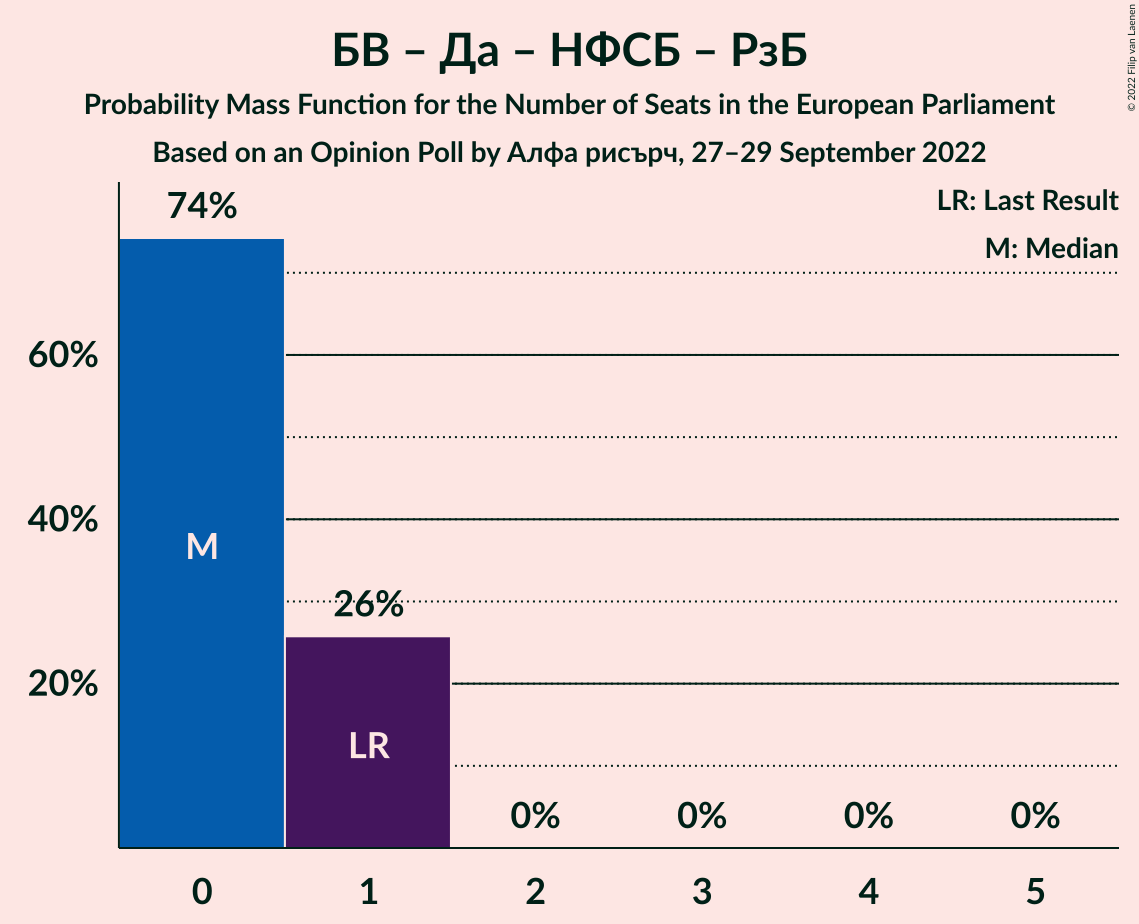 БВ – Да – НФСБ – РзБ
Probability Mass Function for the Number of Seats in the European Parliament
Based on an Opinion Poll by Алфа рисърч, 27–29 September 2022
© 2022 Filip van Laenen
LR: Last Result
M: Median
74%
60%
M
40%
26%
20%
LR
0% 0% 0% 0%
0 1 2 3 4 5